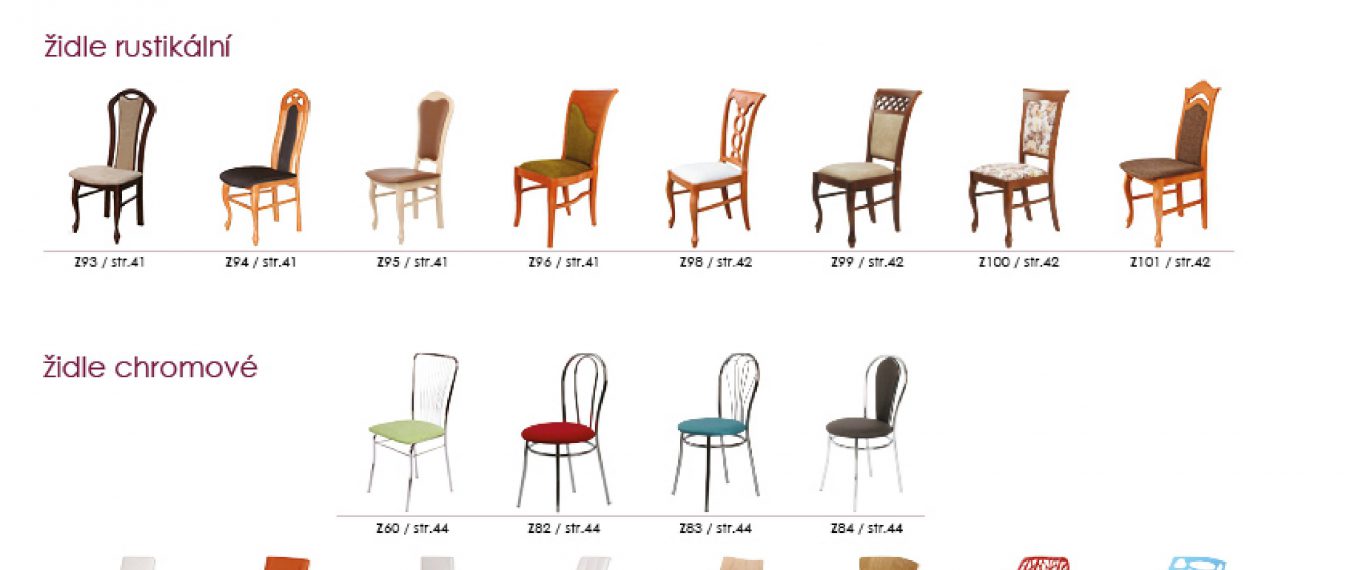 židle rustikální
Z93 / str.41 Z94 / str.41 Z95 / str.41 Z96 / str.41 Z98 / str.42 Z99 / str.42 Z100 / str.42 Z101 / str.42
židle chromové
Z60 / str.44 Z82 / str.44 Z83 / str.44 Z84 / str.44